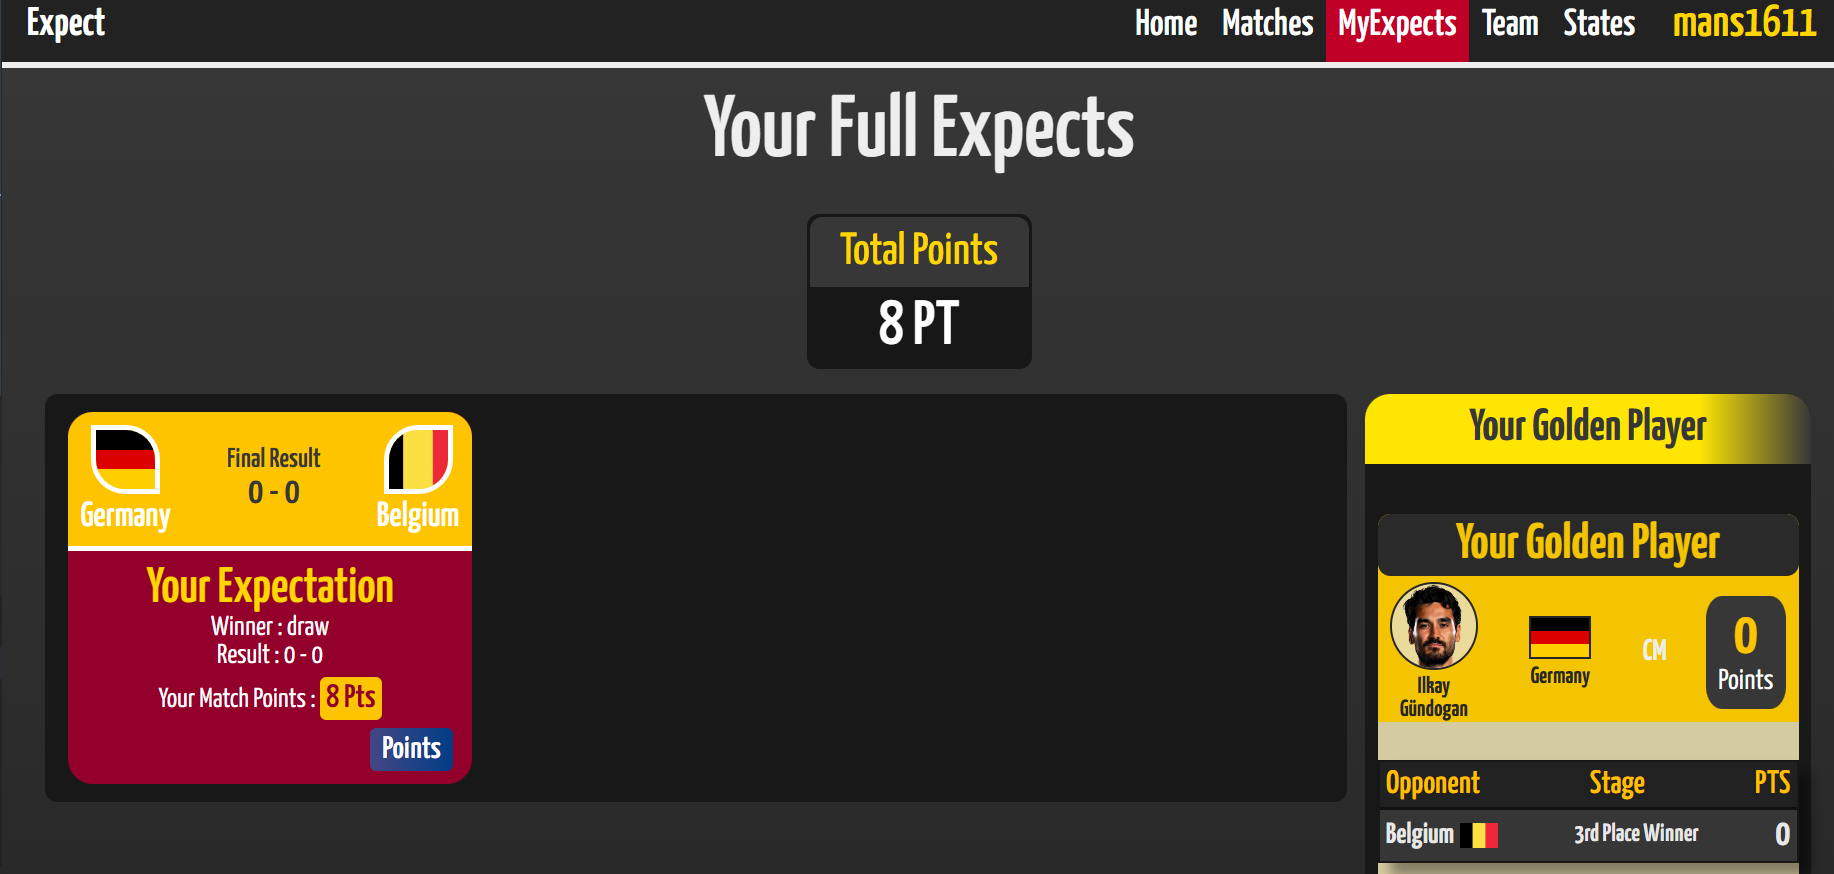 Expect
Home Matches MyExpects Team States mans1611
Your Full Expects
Total Points
8 PT
Final Result
0 - 0
Germany
Belgium
Your Expectation
Winner : draw
Result : 0 - 0
Your Match Points : 8 Pts
Points
Your Golden Player
Your Golden Player
Ilkay
Gündogan
Germany
CM
0
Points
Opponent Stage PTS
Belgium 3rd Place Winner 0